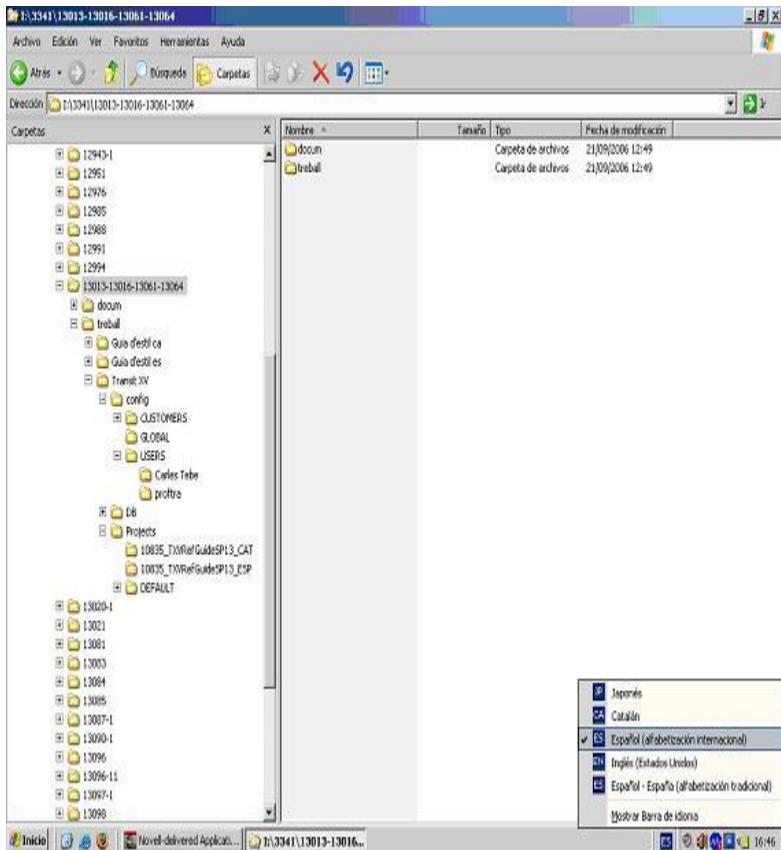 I:\3341\13013-13016-13061-13064
Archivo Edición Ver Favoritos Herramientas Ayuda
Atrás Búsqueda Carpetas
Dirección I:\3341\13013-13016-13061-13064 Ir
Carpetas X Nombre Tamaño Tipo Fecha de modificación
12943-1
12951
12976
12985
12988
12991
12994
13013-13016-13061-13064
docum
treball
Guia d'estil ca
Guia d'estil es
Transit XV
config
CUSTOMERS
GLOBAL
USERS
Carles Tebe
proftra
DB
Projects
10835_TXVRefGuideSP13_CAT
10835_TXVRefGuideSP13_ESP
DEFAULT
13020-1
13021
13081
13083
13084
13085
13087-1
13090-1
13096
13096-11
13097-1
13098
docum Carpeta de archivos 21/09/2006 12:49
treball Carpeta de archivos 21/09/2006 12:49
JP Japonés
CA Catalán
ES Español (alfabetización internacional)
EN Inglés (Estados Unidos)
ES Español - España (alfabetización tradicional)
Mostrar Barra de idioma
Inicio Novell-delivered Applicati... I:\3341\13013-13016... ES 16:46